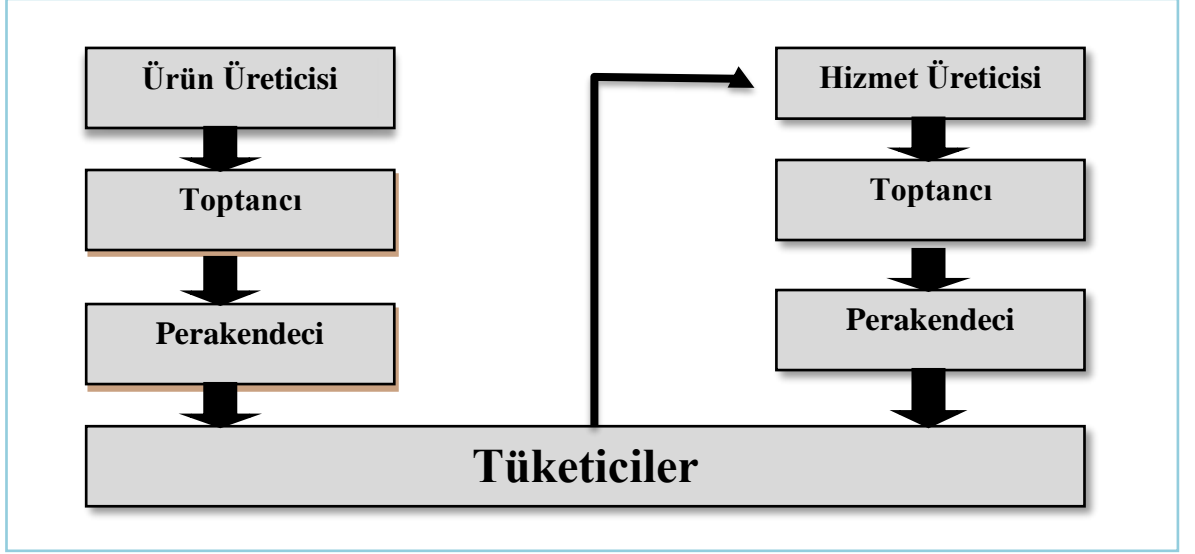 Ürün Üreticisi
Toptancı
Perakendeci
Hizmet Üreticisi
Toptancı
Perakendeci
Tüketiciler